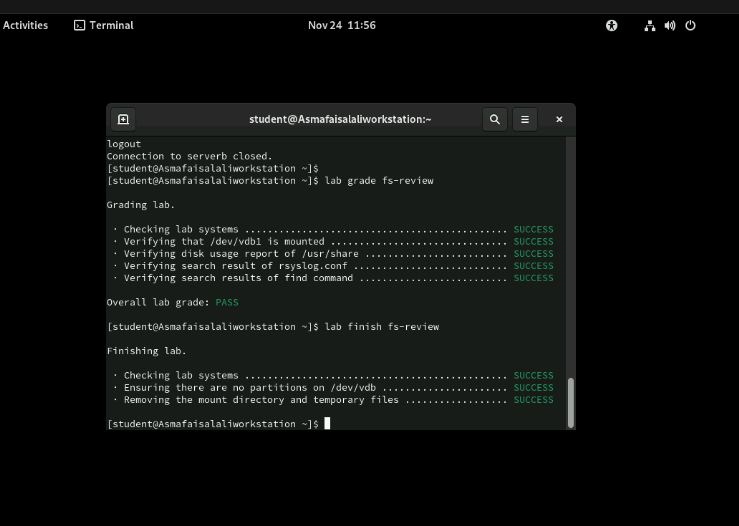 Activities Terminal Nov 24 11:56
student@Asmafaisalaliworkstation:~
logout
Connection to serverb closed.
[student@Asmafaisalaliworkstation ~]$
[student@Asmafaisalaliworkstation ~]$ lab grade fs-review
Grading lab.
· Checking lab systems .............................................. SUCCESS
· Verifying that /dev/vdb1 is mounted ............................... SUCCESS
· Verifying disk usage report of /usr/share ......................... SUCCESS
· Verifying search result of rsyslog.conf ........................... SUCCESS
· Verifying search results of find command .......................... SUCCESS
Overall lab grade: PASS
[student@Asmafaisalaliworkstation ~]$ lab finish fs-review
Finishing lab.
· Checking lab systems .............................................. SUCCESS
· Ensuring there are no partitions on /dev/vdb ...................... SUCCESS
· Removing the mount directory and temporary files .................. SUCCESS
[student@Asmafaisalaliworkstation ~]$